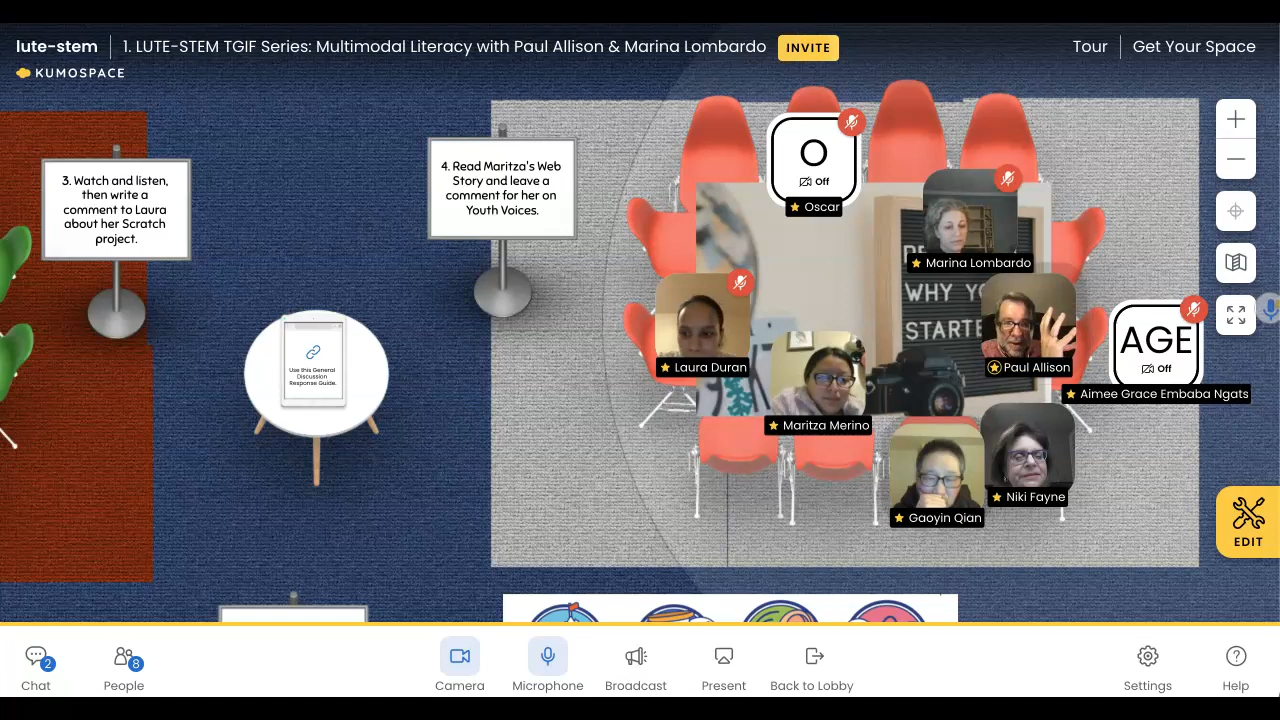 lute-stem
1. LUTE-STEM TGIF Series: Multimodal Literacy with Paul Allison & Marina Lombardo
INVITE
Tour
Get Your Space
KUMOSPACE
3. Watch and listen,
then write a
comment to Laura
about her Scratch
project.
4. Read Maritza's Web
Story and leave a
comment for her on
Youth Voices.
Use this General
Discussion
Response Guide.
O
Off
Oscar
Marina Lombardo
WHY YO
STARTE
Laura Duran
Paul Allison
AGE
Off
Aimee Grace Embaba Ngats
Maritza Merino
Niki Fayne
Gaoyin Qian
EDIT
2
8
Chat
People
Camera
Microphone
Broadcast
Present
Back to Lobby
Settings
Help